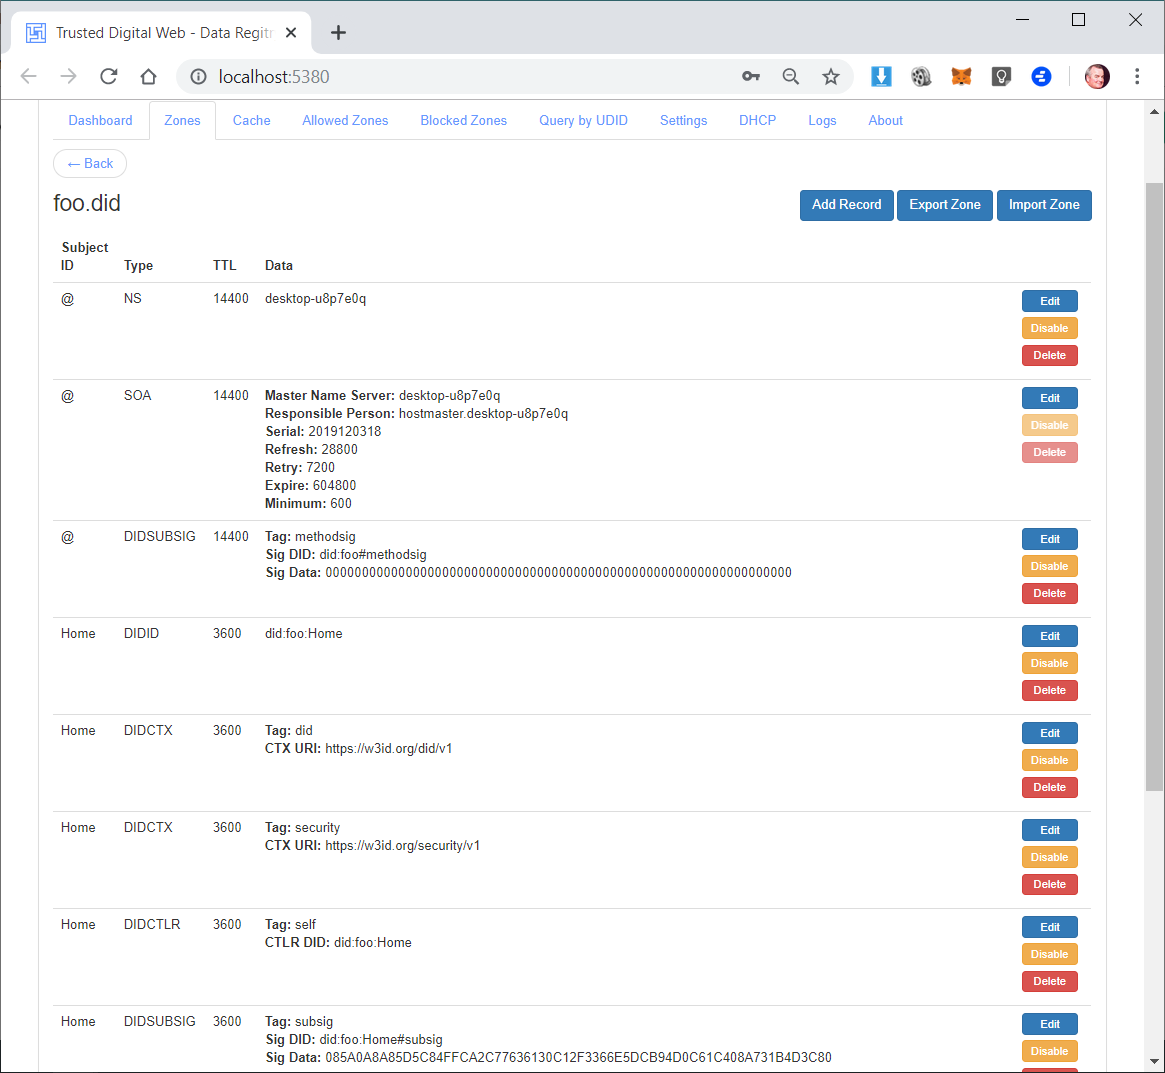 Trusted Digital Web - Data Regitr
localhost:5380
Dashboard Zones Cache Allowed Zones Blocked Zones Query by UDID Settings DHCP Logs About
← Back
foo.did Add Record Export Zone Import Zone
Subject
ID Type TTL Data
@ NS 14400 desktop-u8p7e0q Edit
Disable
Delete
@ SOA 14400 Master Name Server: desktop-u8p7e0q Edit
Responsible Person: hostmaster.desktop-u8p7e0q
Serial: 2019120318 Disable
Refresh: 28800 Delete
Retry: 7200
Expire: 604800
Minimum: 600
@ DIDSUBSIG 14400 Tag: methodsig Edit
Sig DID: did:foo#methodsig
Sig Data: 0000000000000000000000000000000000000000000000000000000000000000 Disable
Delete
Home DIDID 3600 did:foo:Home Edit
Disable
Delete
Home DIDCTX 3600 Tag: did Edit
CTX URI: https://w3id.org/did/v1
Disable
Delete
Home DIDCTX 3600 Tag: security Edit
CTX URI: https://w3id.org/security/v1
Disable
Delete
Home DIDCTLR 3600 Tag: self Edit
CTLR DID: did:foo:Home
Disable
Delete
Home DIDSUBSIG 3600 Tag: subsig Edit
Sig DID: did:foo:Home#subsig
Sig Data: 085A0A8A85D5C84FFCA2C77636130C12F3366E5DCB94D0C61C408A731B4D3C80 Disable